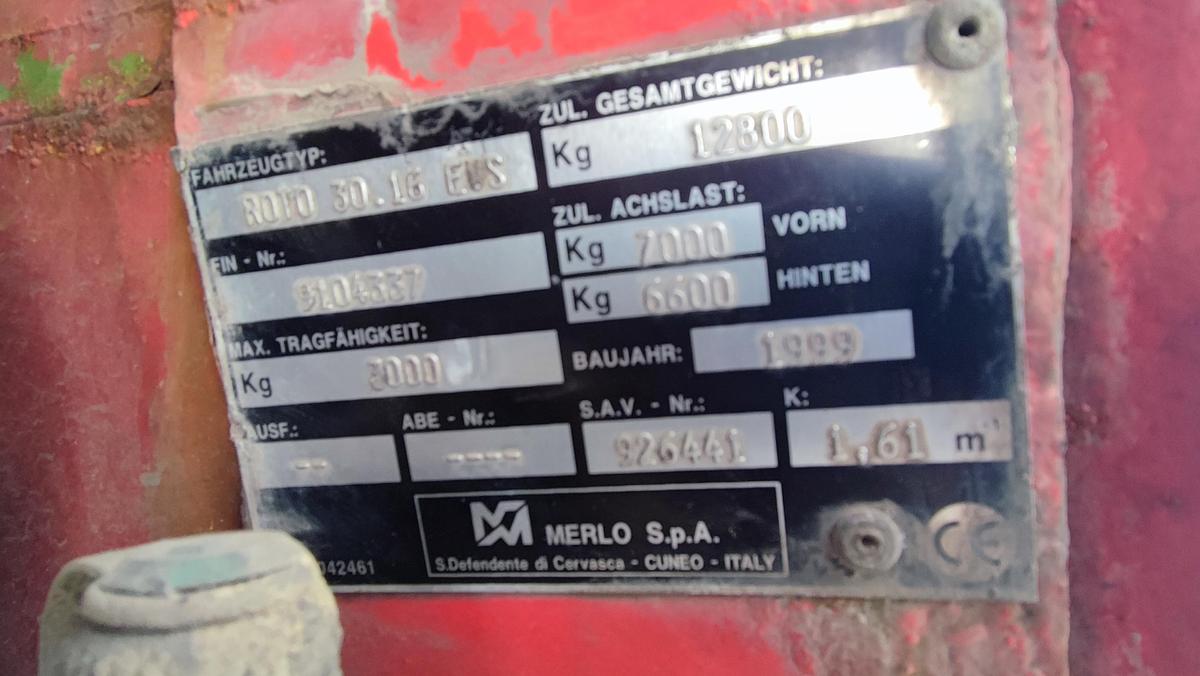 FAHRZEUGTYP:
ROTO 30.16 EVS
ZUL. GESAMTGEWICHT:
Kg 12800
FIN - Nr.:
ZUL. ACHSLAST:
Kg 7000 VORN
Kg 6600 HINTEN
MAX. TRAGFÄHIGKEIT:
Kg 3000
BAUJAHR: 1999
AUSF.:
--
ABE - Nr.:
----
S.A.V. - Nr.:
926441
K:
1,61 m⁻¹
MERLO S.p.A.
S.Defendente di Cervasca - CUNEO - ITALY
042461
CE